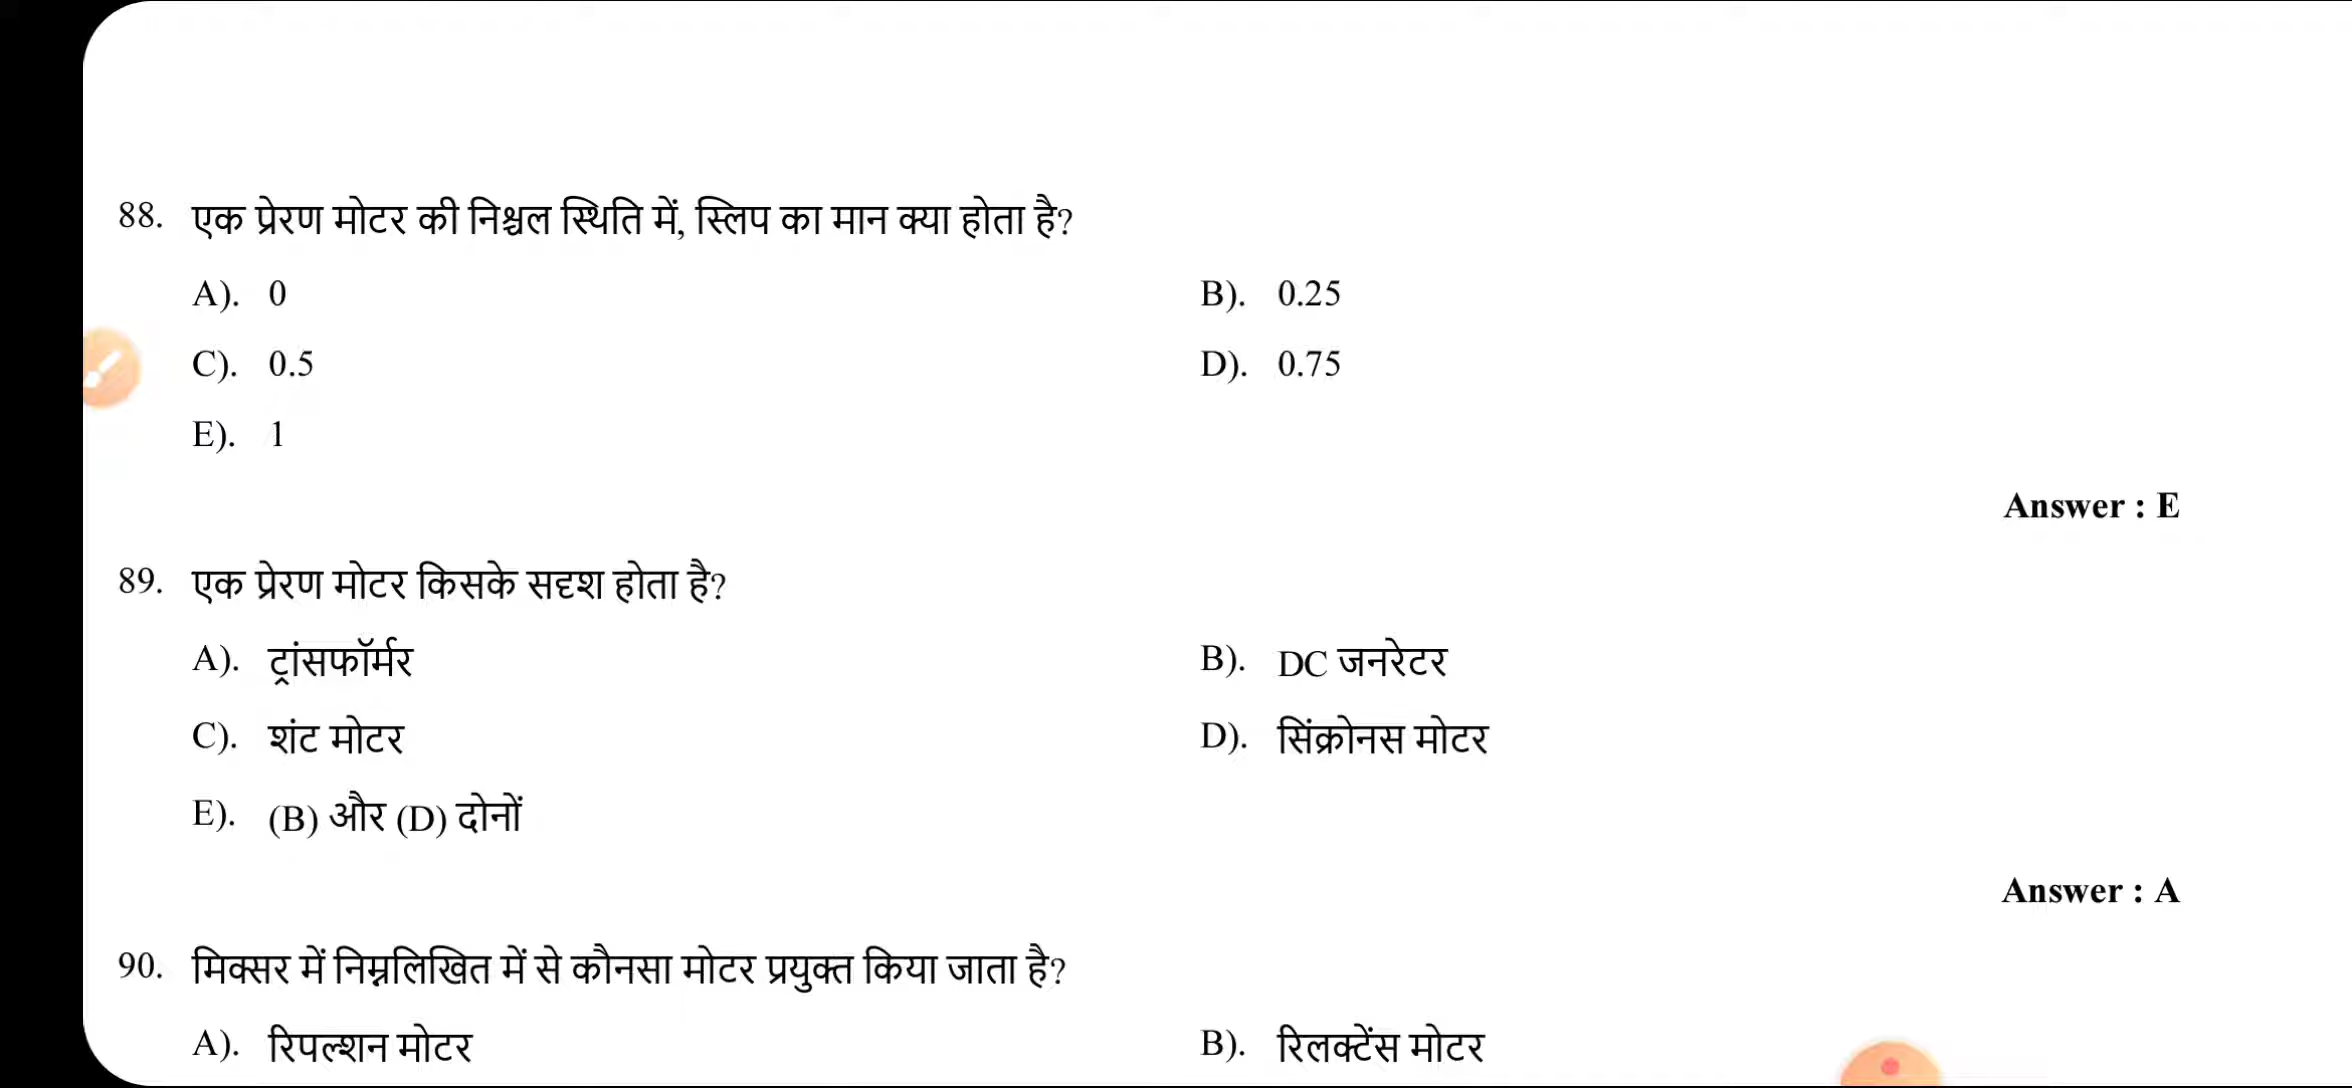 88. एक प्रेरण मोटर की निश्चल स्थिति में, स्लिप का मान क्या होता है?
A). 0 B). 0.25
C). 0.5 D). 0.75
E). 1
Answer : E
89. एक प्रेरण मोटर किसके सदृश होता है?
A). ट्रांसफॉर्मर B). DC जनरेटर
C). शंट मोटर D). सिंक्रोनस मोटर
E). (B) और (D) दोनों
Answer : A
90. मिक्सर में निम्नलिखित में से कौनसा मोटर प्रयुक्त किया जाता है?
A). रिपल्शन मोटर B). रिलक्टेंस मोटर